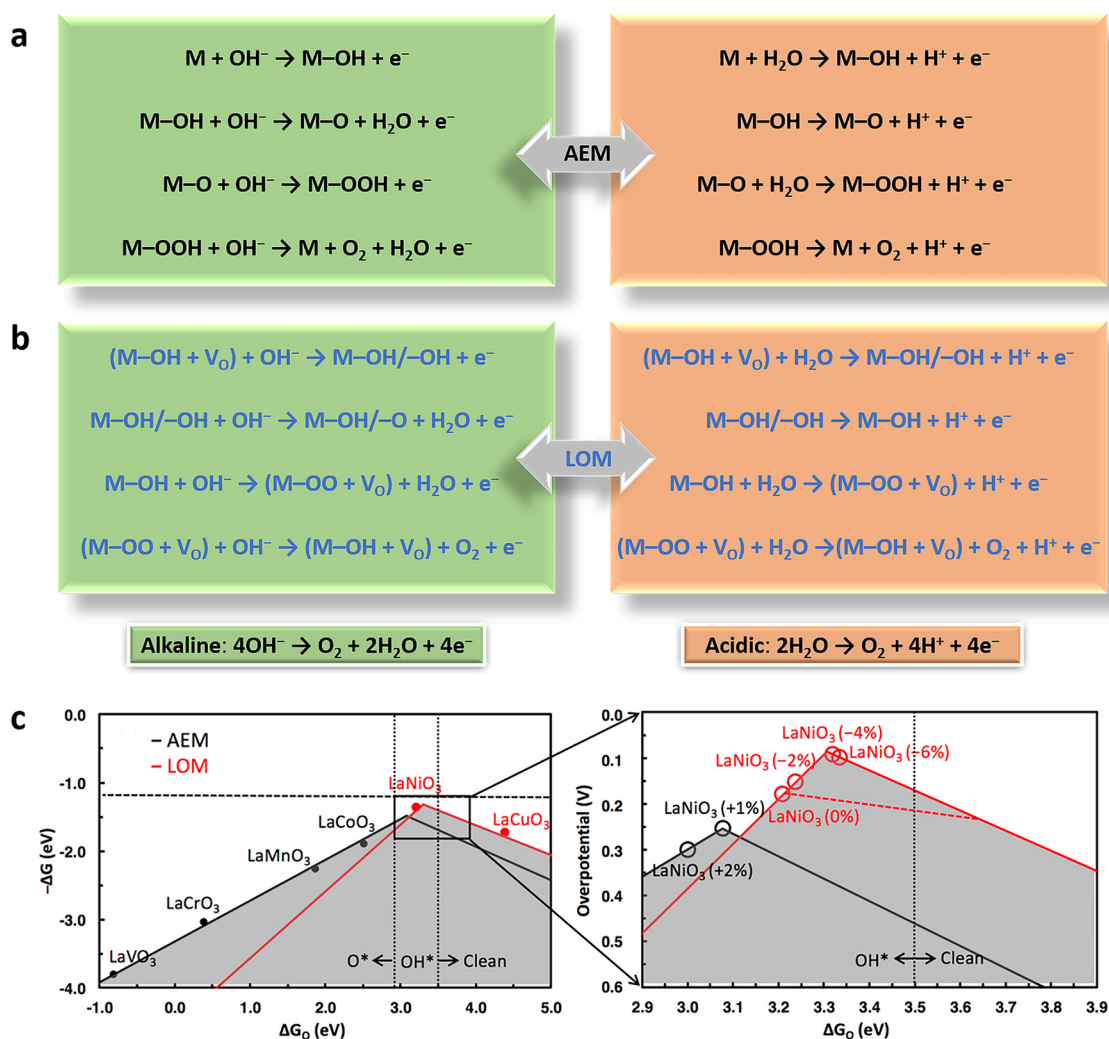 a
M + OH⁻ → M–OH + e⁻
M–OH + OH⁻ → M–O + H₂O + e⁻
M–O + OH⁻ → M–OOH + e⁻
M–OOH + OH⁻ → M + O₂ + H₂O + e⁻
AEM
M + H₂O → M–OH + H⁺ + e⁻
M–OH → M–O + H⁺ + e⁻
M–O + H₂O → M–OOH + H⁺ + e⁻
M–OOH → M + O₂ + H⁺ + e⁻
b
(M–OH + V_O) + OH⁻ → M–OH/–OH + e⁻
M–OH/–OH + OH⁻ → M–OH/–O + H₂O + e⁻
M–OH + OH⁻ → (M–OO + V_O) + H₂O + e⁻
(M–OO + V_O) + OH⁻ → (M–OH + V_O) + O₂ + e⁻
LOM
(M–OH + V_O) + H₂O → M–OH/–OH + H⁺ + e⁻
M–OH/–OH → M–OH + H⁺ + e⁻
M–OH + H₂O → (M–OO + V_O) + H⁺ + e⁻
(M–OO + V_O) + H₂O →(M–OH + V_O) + O₂ + H⁺ + e⁻
Alkaline: 4OH⁻ → O₂ + 2H₂O + 4e⁻
Acidic: 2H₂O → O₂ + 4H⁺ + 4e⁻
c
–ΔG (eV)
0.0
-1.0
-2.0
-3.0
-4.0
– AEM
– LOM
LaNiO₃
LaCuO₃
LaCoO₃
LaMnO₃
LaCrO₃
LaVO₃
O* ← OH* → Clean
-1.0 0.0 1.0 2.0 3.0 4.0 5.0
ΔG_O (eV)
Overpotential (V)
0.0
0.1
0.2
0.3
0.4
0.5
0.6
LaNiO₃ (–4%)
LaNiO₃ (–6%)
LaNiO₃ (–2%)
LaNiO₃ (0%)
LaNiO₃ (+1%)
LaNiO₃ (+2%)
OH* ↔ Clean
2.9 3.0 3.1 3.2 3.3 3.4 3.5 3.6 3.7 3.8 3.9
ΔG_O (eV)